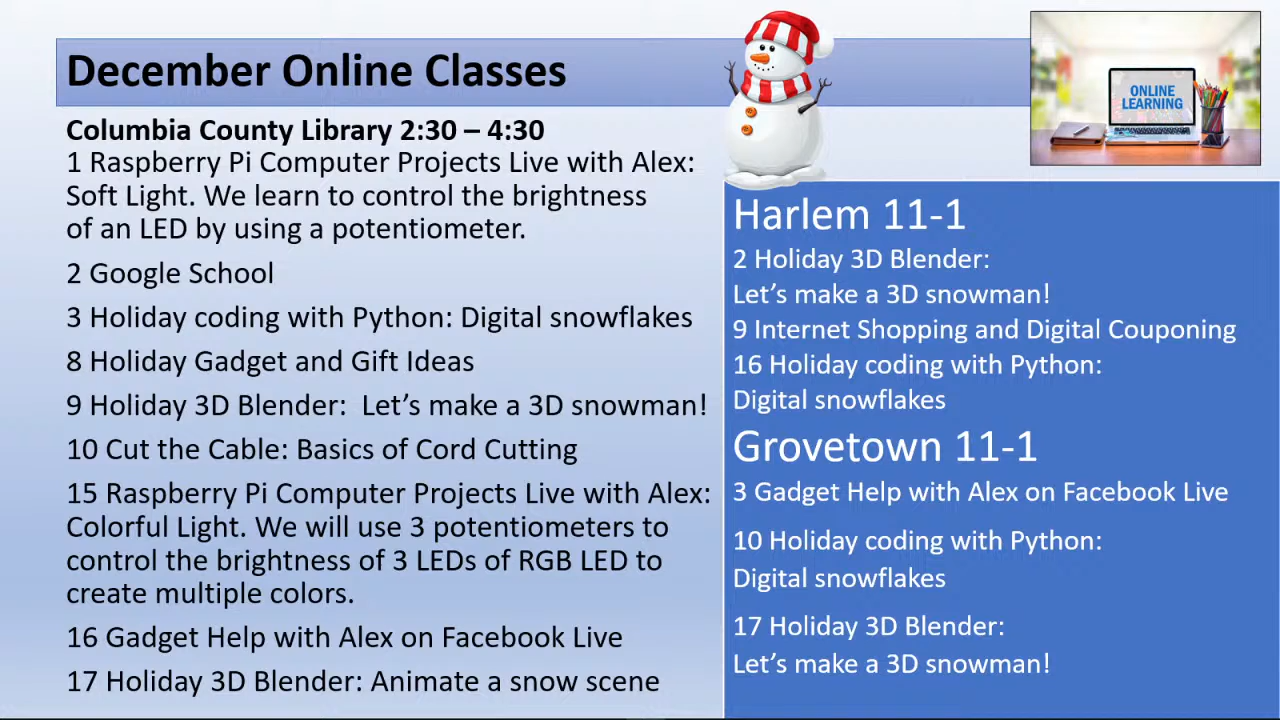 December Online Classes
Columbia County Library 2:30 – 4:30
1 Raspberry Pi Computer Projects Live with Alex:
Soft Light. We learn to control the brightness
of an LED by using a potentiometer.
2 Google School
3 Holiday coding with Python: Digital snowflakes
8 Holiday Gadget and Gift Ideas
9 Holiday 3D Blender:  Let’s make a 3D snowman!
10 Cut the Cable: Basics of Cord Cutting
15 Raspberry Pi Computer Projects Live with Alex:
Colorful Light. We will use 3 potentiometers to
control the brightness of 3 LEDs of RGB LED to
create multiple colors.
16 Gadget Help with Alex on Facebook Live
17 Holiday 3D Blender: Animate a snow scene
ONLINE
LEARNING
Harlem 11-1
2 Holiday 3D Blender:
Let’s make a 3D snowman!
9 Internet Shopping and Digital Couponing
16 Holiday coding with Python:
Digital snowflakes
Grovetown 11-1
3 Gadget Help with Alex on Facebook Live
10 Holiday coding with Python:
Digital snowflakes
17 Holiday 3D Blender:
Let’s make a 3D snowman!